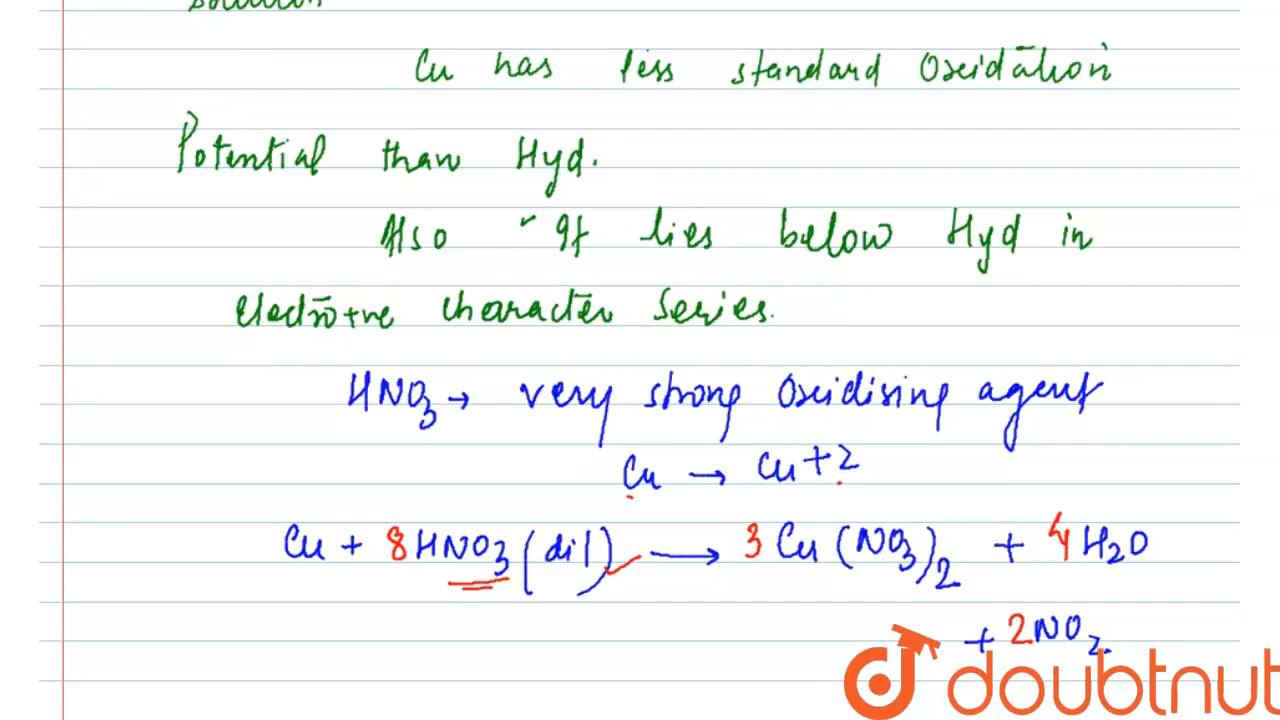 solution
Cu has less standard Oxidation
Potential than Hyd.
Also It lies below Hyd in
electro+ve character series.
HNO3 → very strong Oxidising agent
Cu → Cu+2
Cu + 8HNO3 (dil) → 3Cu(NO3)2 + 4H2O
+ 2NO2
doubtnut